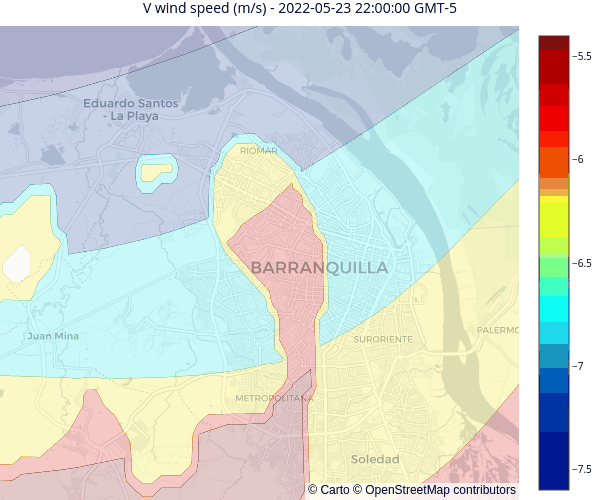 V wind speed (m/s) - 2022-05-23 22:00:00 GMT-5
−5.5
Eduardo Santos
- La Playa
RIOMAR
−6
BARRANQUILLA
−6.5
Juan Mina
SURORIENTE
PALERMO
−7
METROPOLITANA
Soledad
−7.5
© Carto © OpenStreetMap contributors